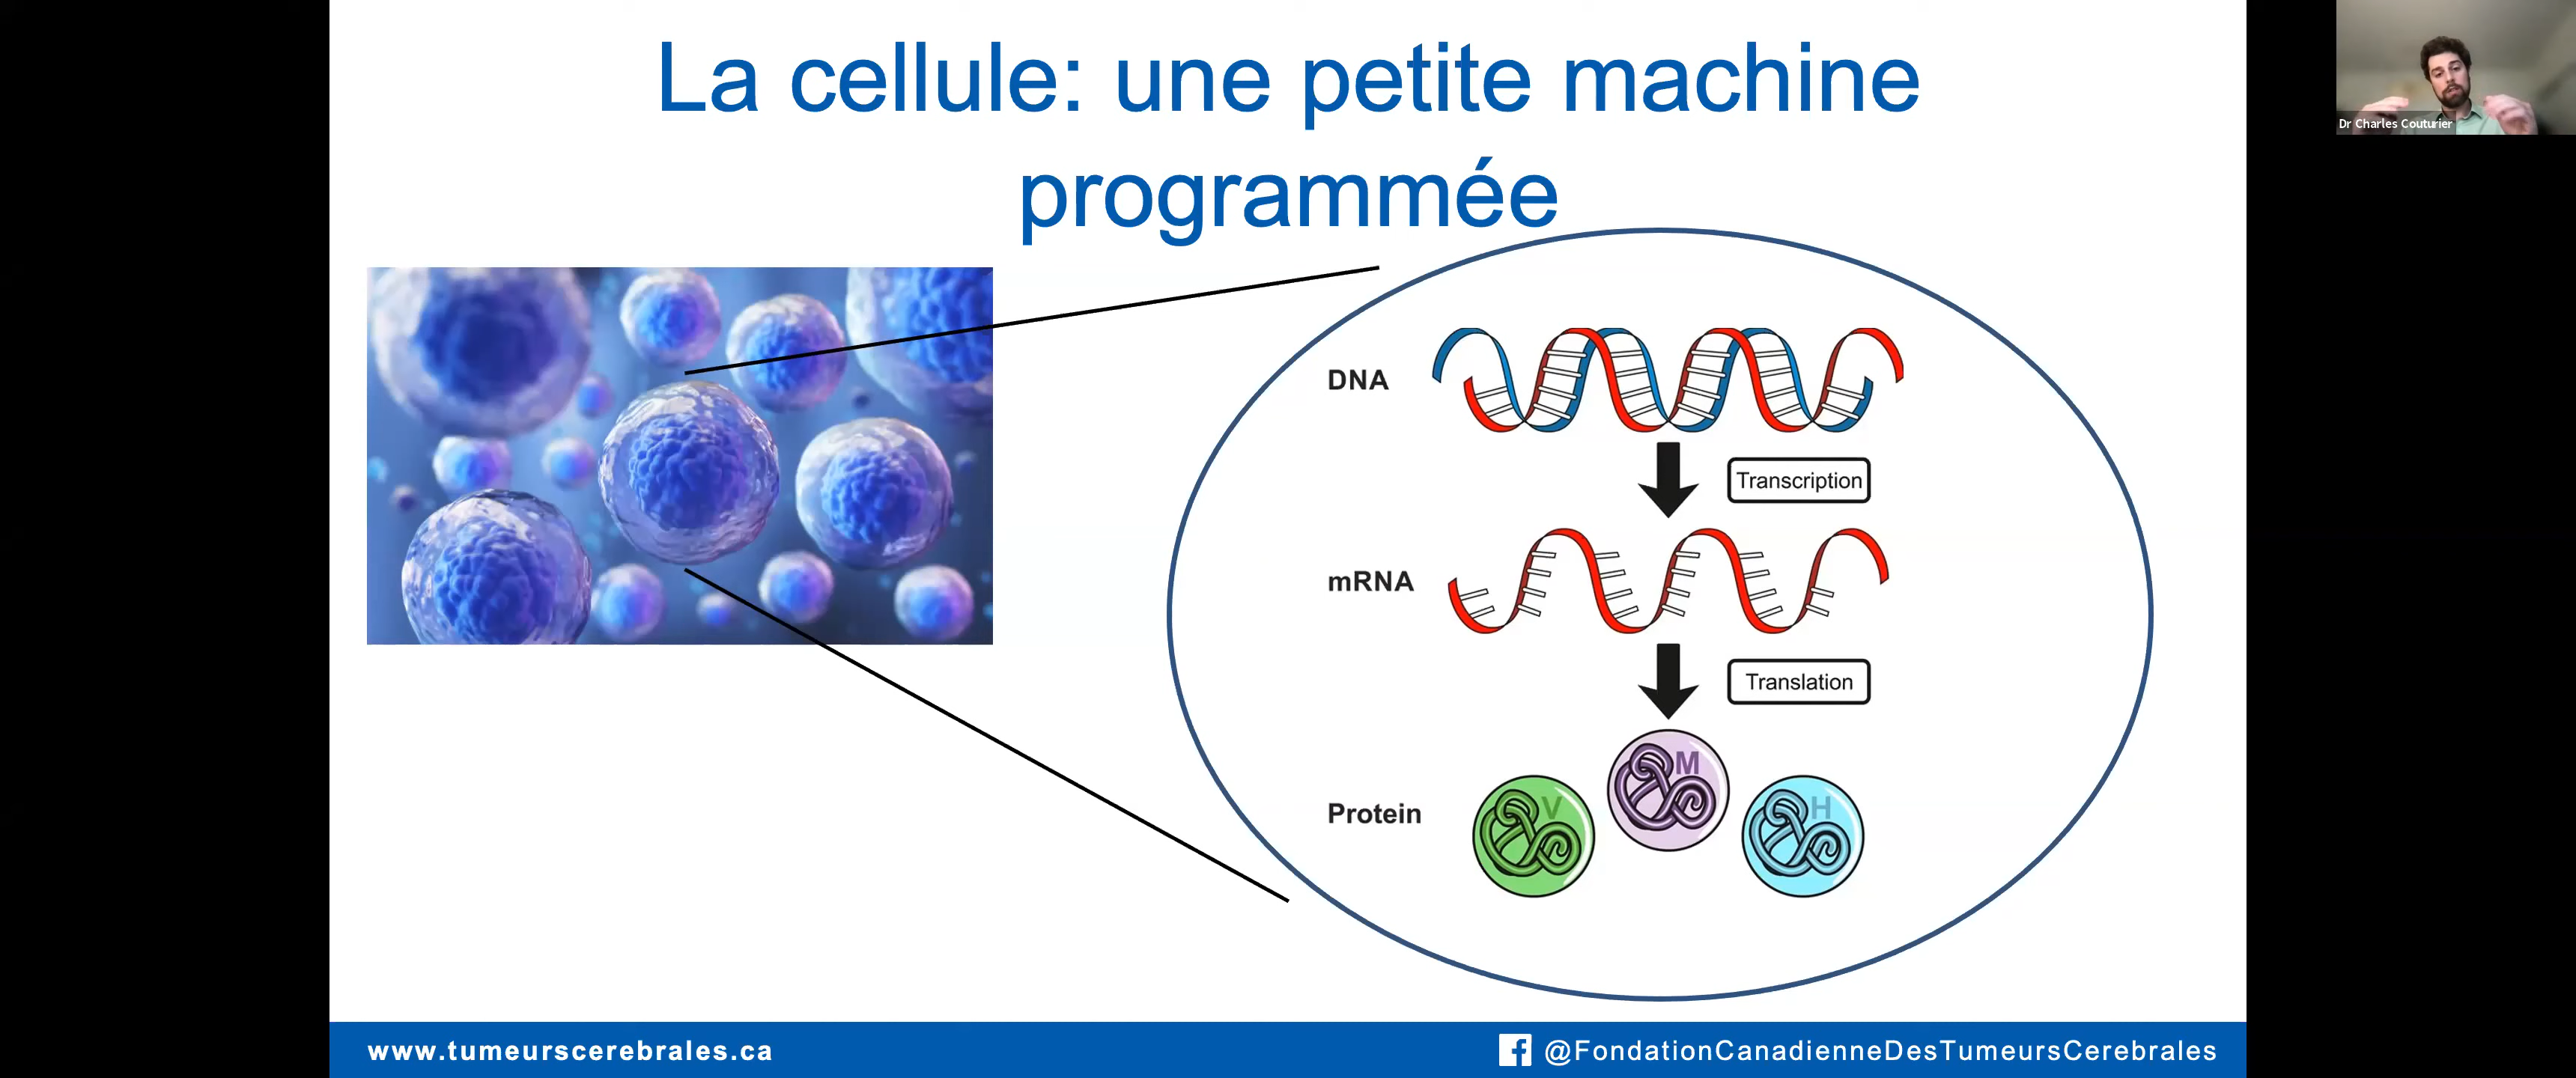 La cellule: une petite machine
programmée
Dr Charles Couturier
DNA
Transcription
mRNA
Translation
Protein
V
M
H
www.tumeurscerebrales.ca
@FondationCanadienneDesTumeursCerebrales